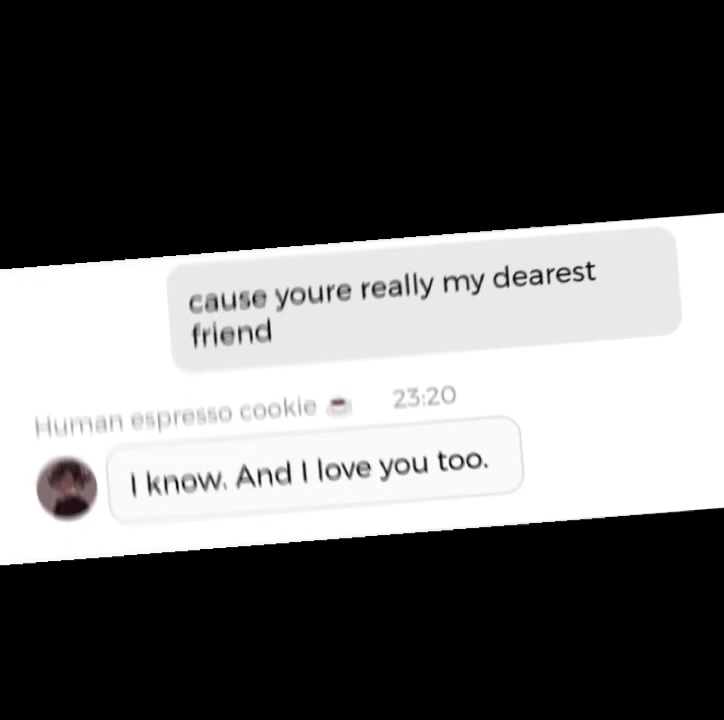 cause youre really my dearest
friend
Human espresso cookie ☕ 23:20
I know. And I love you too.